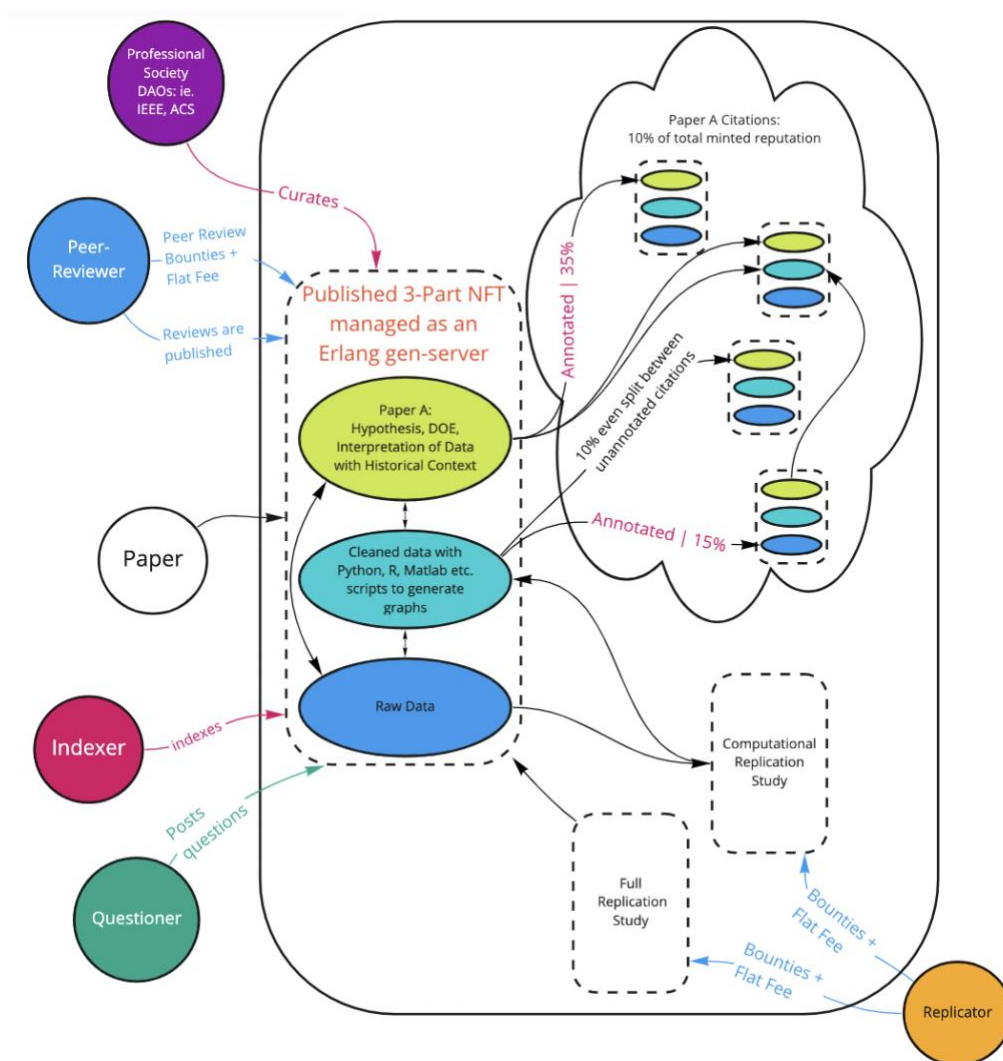 Professional
Society
DAOs: ie.
IEEE, ACS
Curates
Peer-
Reviewer
Peer Review
Bounties +
Flat Fee
Reviews are
published
Paper
Indexer
indexes
Questioner
Posts
questions
Published 3-Part NFT
managed as an
Erlang gen-server
Paper A:
Hypothesis, DOE,
Interpretation of Data
with Historical Context
Cleaned data with
Python, R, Matlab etc.
scripts to generate
graphs
Raw Data
Paper A Citations:
10% of total minted reputation
Annotated | 35%
10% even split between
unannotated citations
Annotated | 15%
Computational
Replication
Study
Full
Replication
Study
Bounties +
Flat Fee
Bounties +
Flat Fee
Replicator